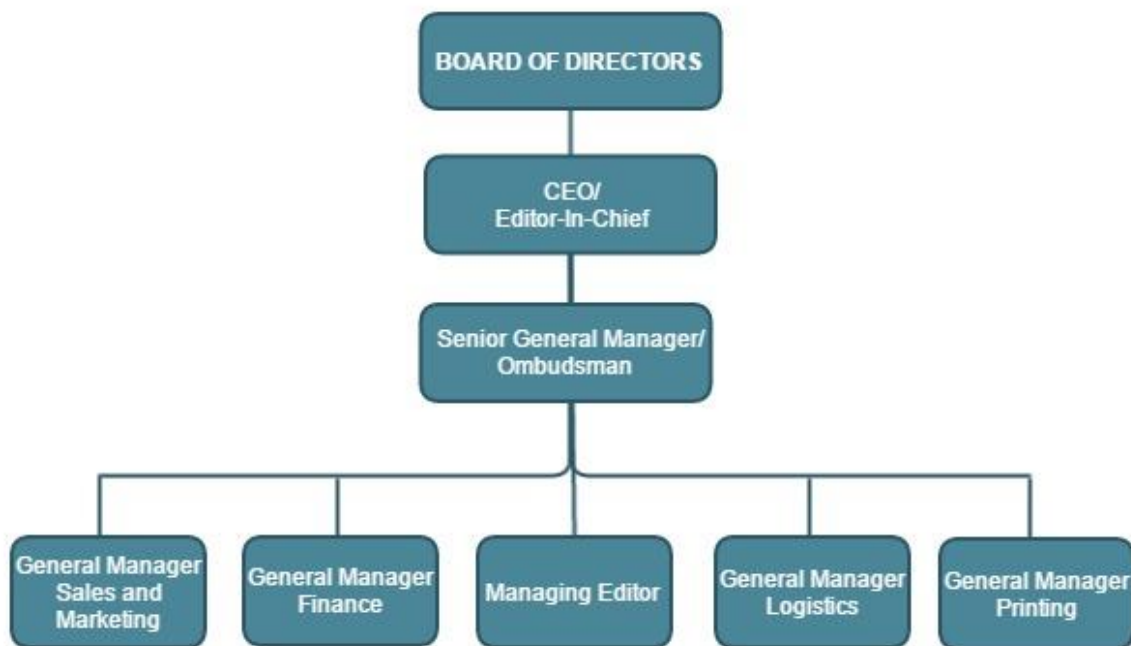 BOARD OF DIRECTORS
CEO/
Editor-In-Chief
Senior General Manager/
Ombudsman
General Manager
Sales and
Marketing
General Manager
Finance
Managing Editor
General Manager
Logistics
General Manager
Printing